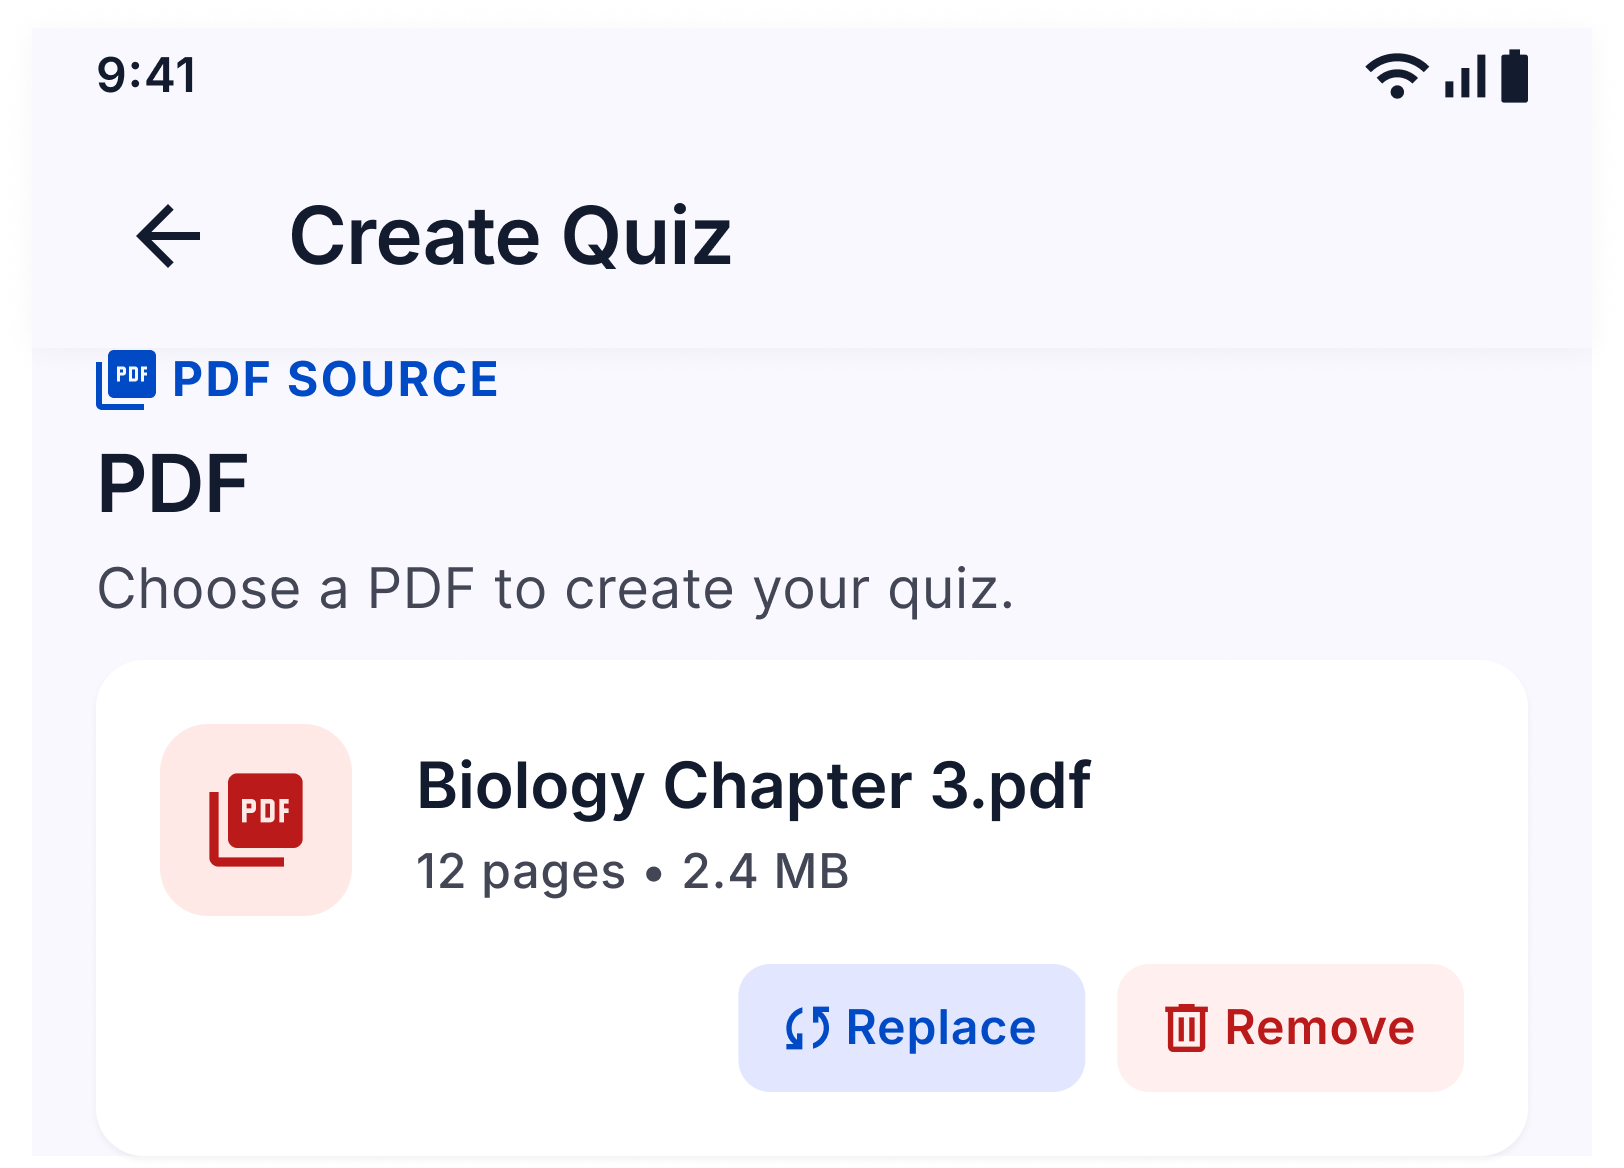 9:41
Create Quiz
PDF PDF SOURCE
PDF
Choose a PDF to create your quiz.
PDF
Biology Chapter 3.pdf
12 pages • 2.4 MB
Replace Remove